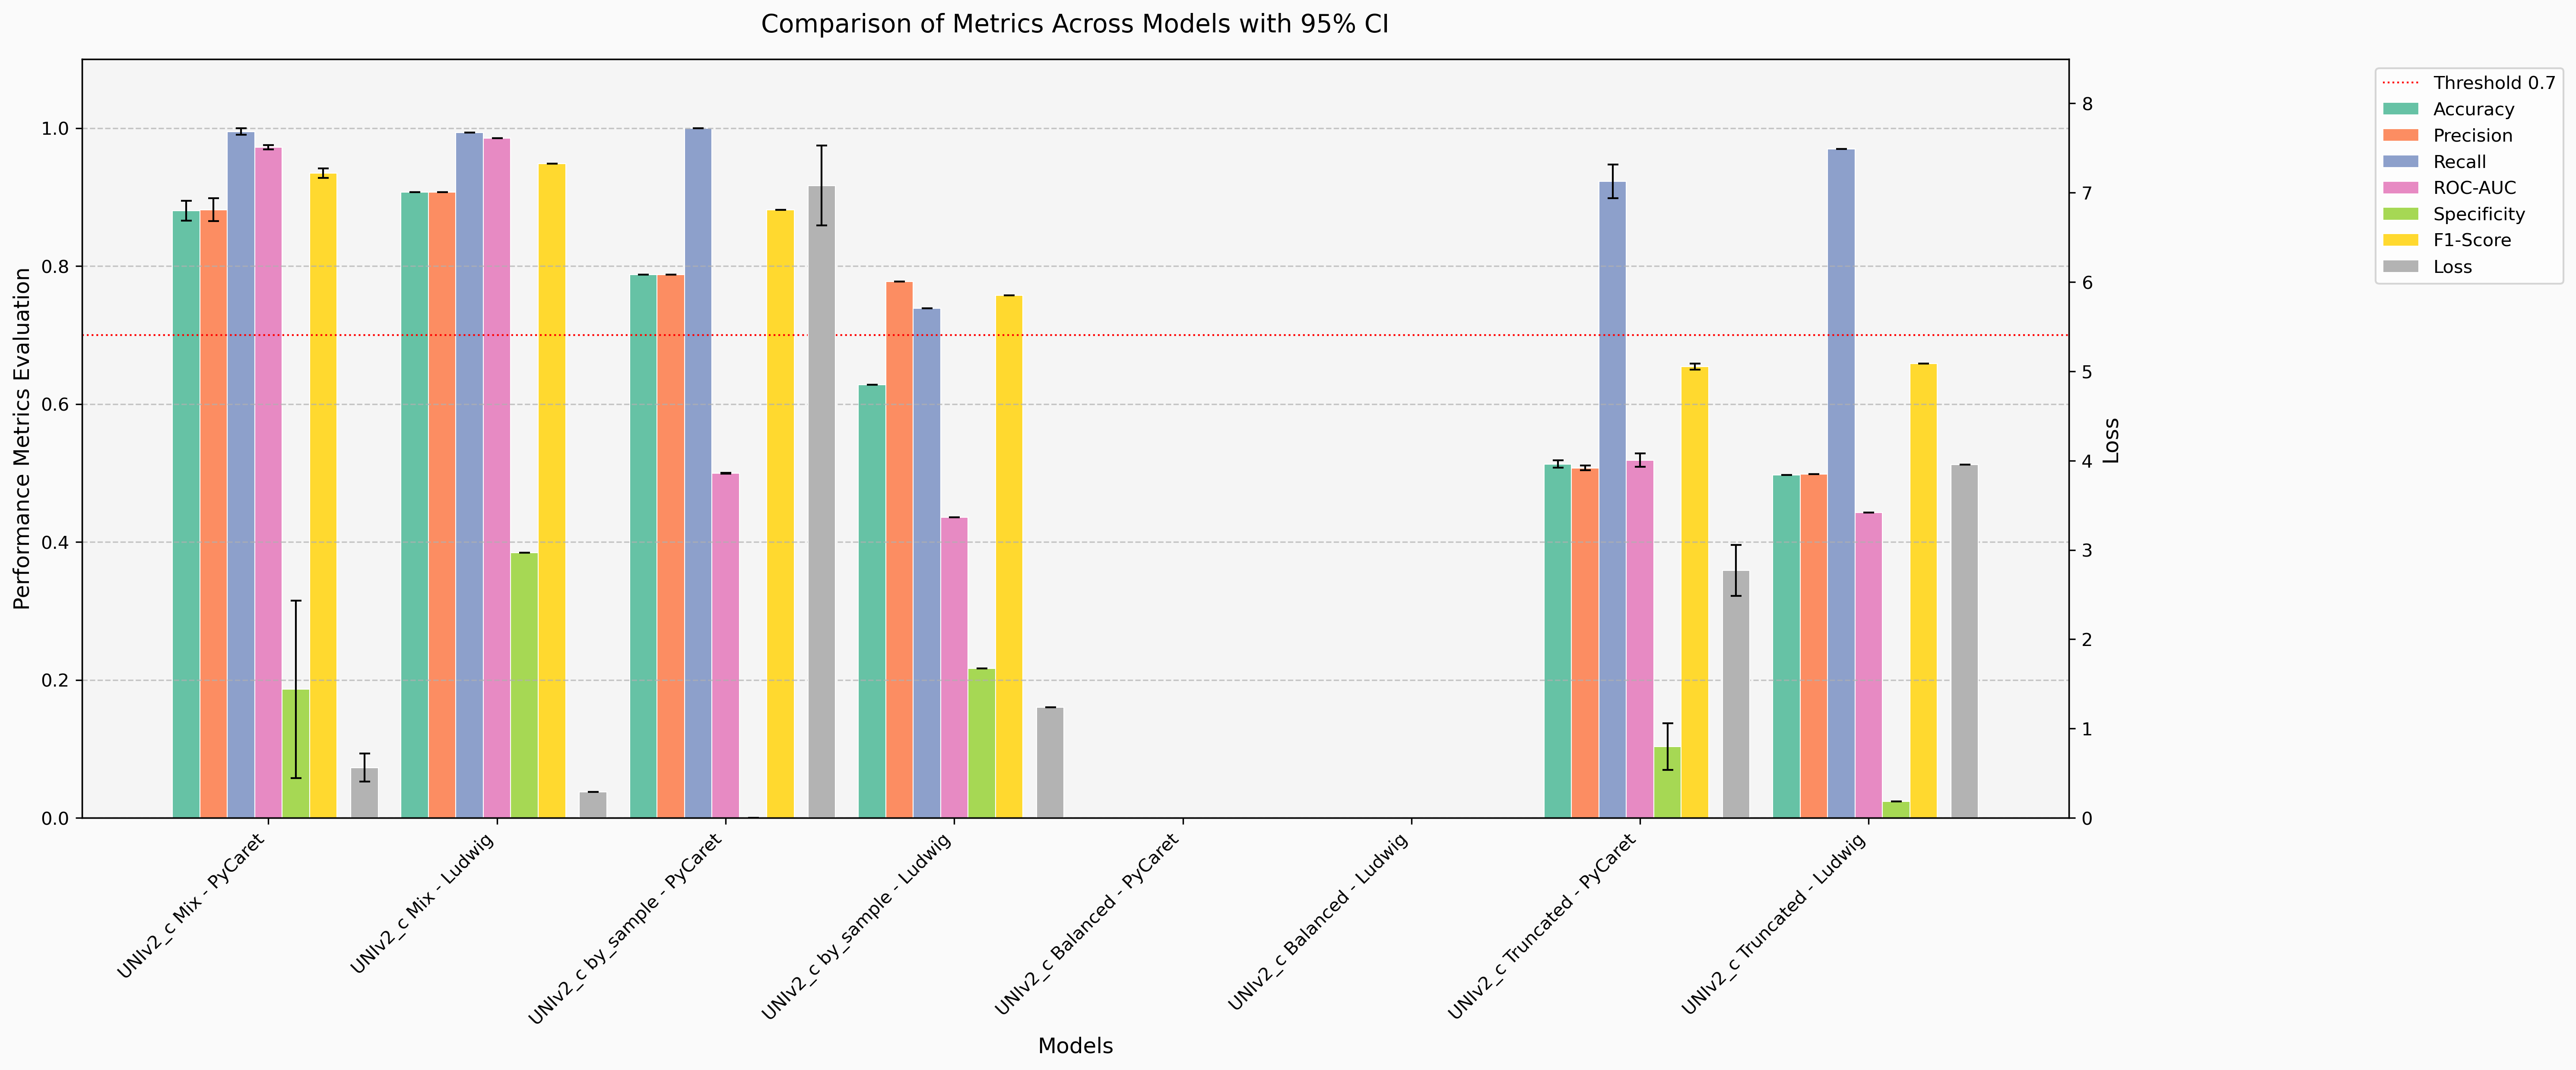 Comparison of Metrics Across Models with 95% CI
Performance Metrics Evaluation
1.0
0.8
0.6
0.4
0.2
0.0
8
7
6
5
4
3
2
1
0
Loss
Threshold 0.7
Accuracy
Precision
Recall
ROC-AUC
Specificity
F1-Score
Loss
UNIv2_c Mix - PyCaret
UNIv2_c Mix - Ludwig
UNIv2_c by_sample - PyCaret
UNIv2_c by_sample - Ludwig
UNIv2_c Balanced - PyCaret
UNIv2_c Balanced - Ludwig
UNIv2_c Truncated - PyCaret
UNIv2_c Truncated - Ludwig
Models